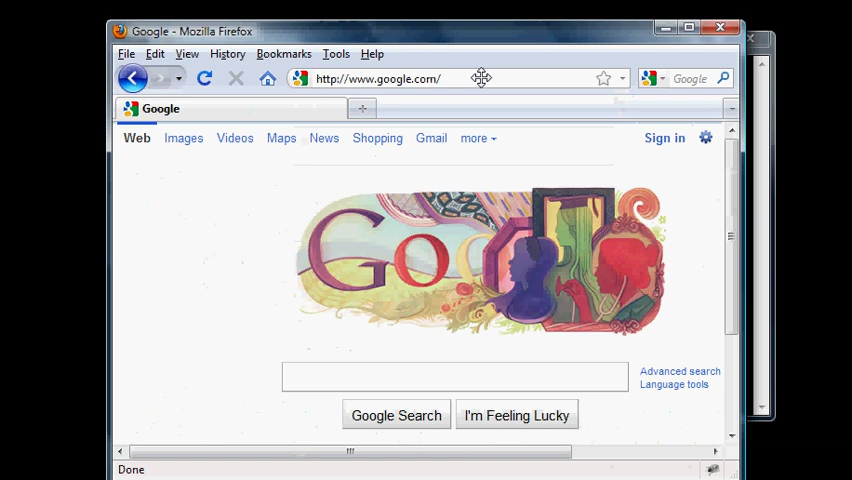 Google - Mozilla Firefox
File Edit View History Bookmarks Tools Help
http://www.google.com/ Google
Google
Web Images Videos Maps News Shopping Gmail more Sign in
Goog
Advanced search
Language tools
Google Search I'm Feeling Lucky
Done